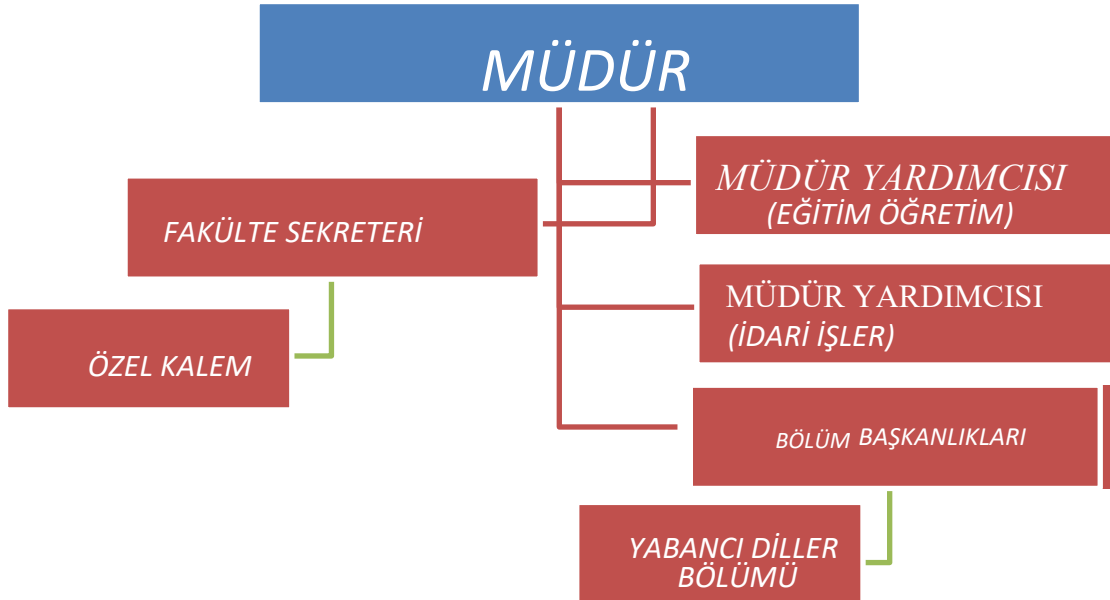 MÜDÜR
MÜDÜR YARDIMCISI
(EĞİTİM ÖĞRETİM)
FAKÜLTE SEKRETERİ
MÜDÜR YARDIMCISI
(İDARİ İŞLER)
ÖZEL KALEM
BÖLÜM BAŞKANLIKLARI
YABANCI DİLLER
BÖLÜMÜ